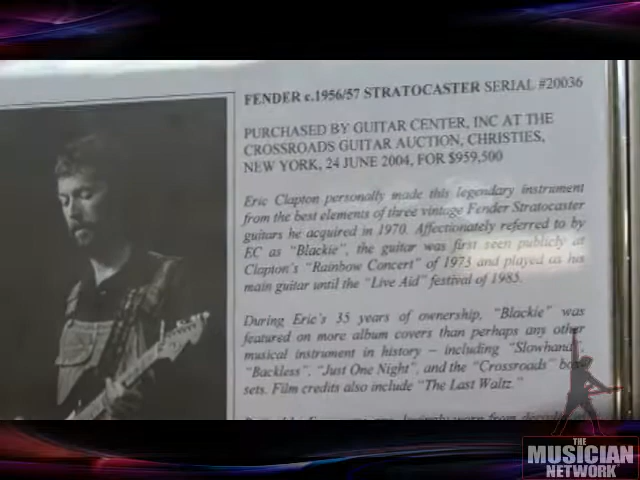 FENDER c.1956/57 STRATOCASTER SERIAL #20036
PURCHASED BY GUITAR CENTER, INC AT THE
CROSSROADS GUITAR AUCTION, CHRISTIES,
NEW YORK, 24 JUNE 2004, FOR $959,500
Eric Clapton personally made this legendary instrument
from the best elements of three vintage Fender Stratocaster
guitars he acquired in 1970. Affectionately referred to by
EC as "Blackie", the guitar was first seen publicly at
Clapton's "Rainbow Concert" of 1973 and played as his
main guitar until the "Live Aid" festival of 1985.
During Eric's 35 years of ownership, "Blackie" was
featured on more album covers than perhaps any other
musical instrument in history – including "Slowhand",
"Backless", "Just One Night", and the "Crossroads" box
sets. Film credits also include "The Last Waltz."
THE
MUSICIAN
NETWORK